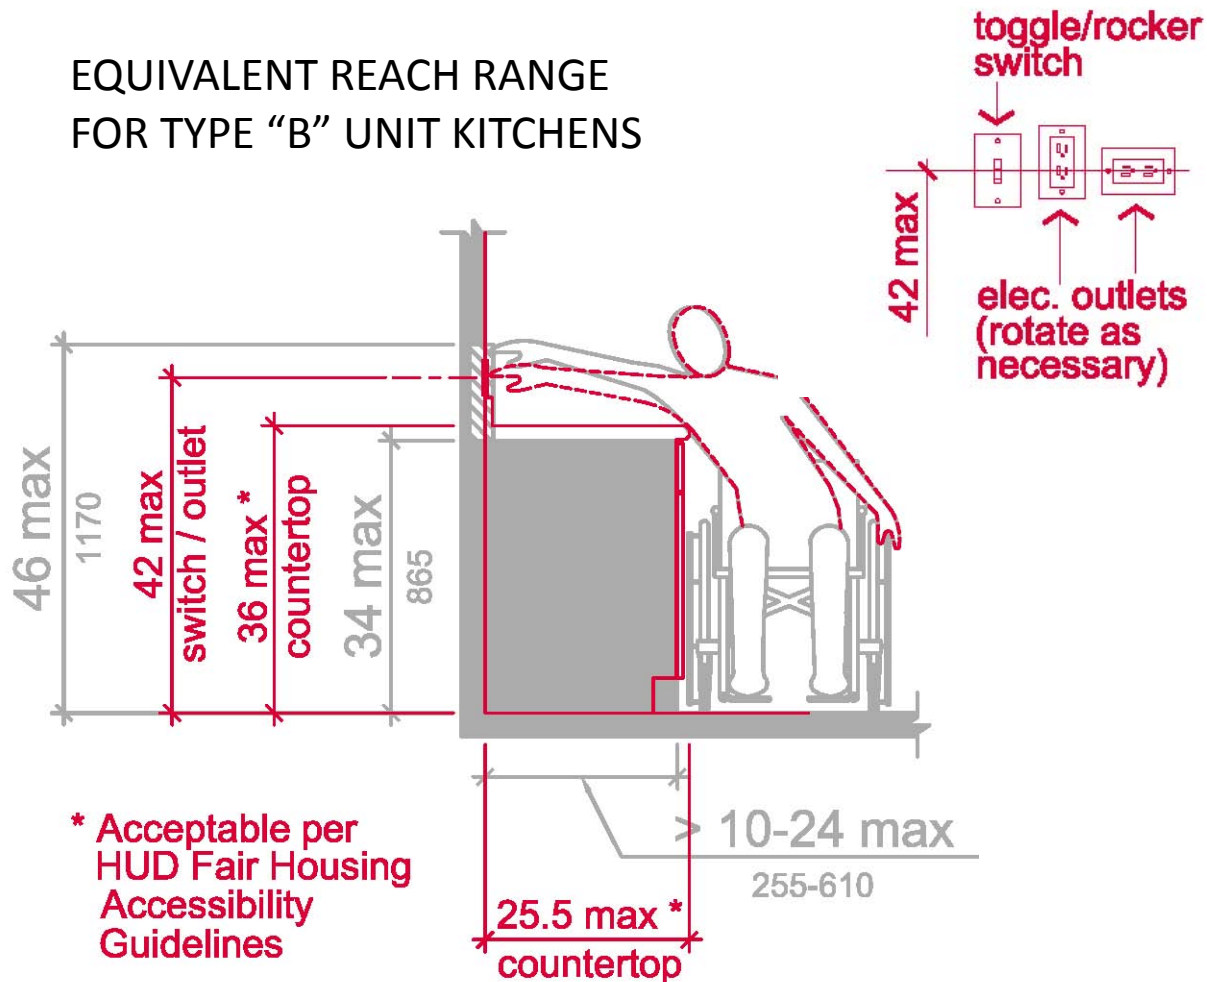 EQUIVALENT REACH RANGE
FOR TYPE “B” UNIT KITCHENS
toggle/rocker
switch
42 max
elec. outlets
(rotate as
necessary)
46 max
1170
42 max
switch / outlet
36 max *
countertop
34 max
865
> 10-24 max
255-610
25.5 max *
countertop
* Acceptable per
HUD Fair Housing
Accessibility
Guidelines